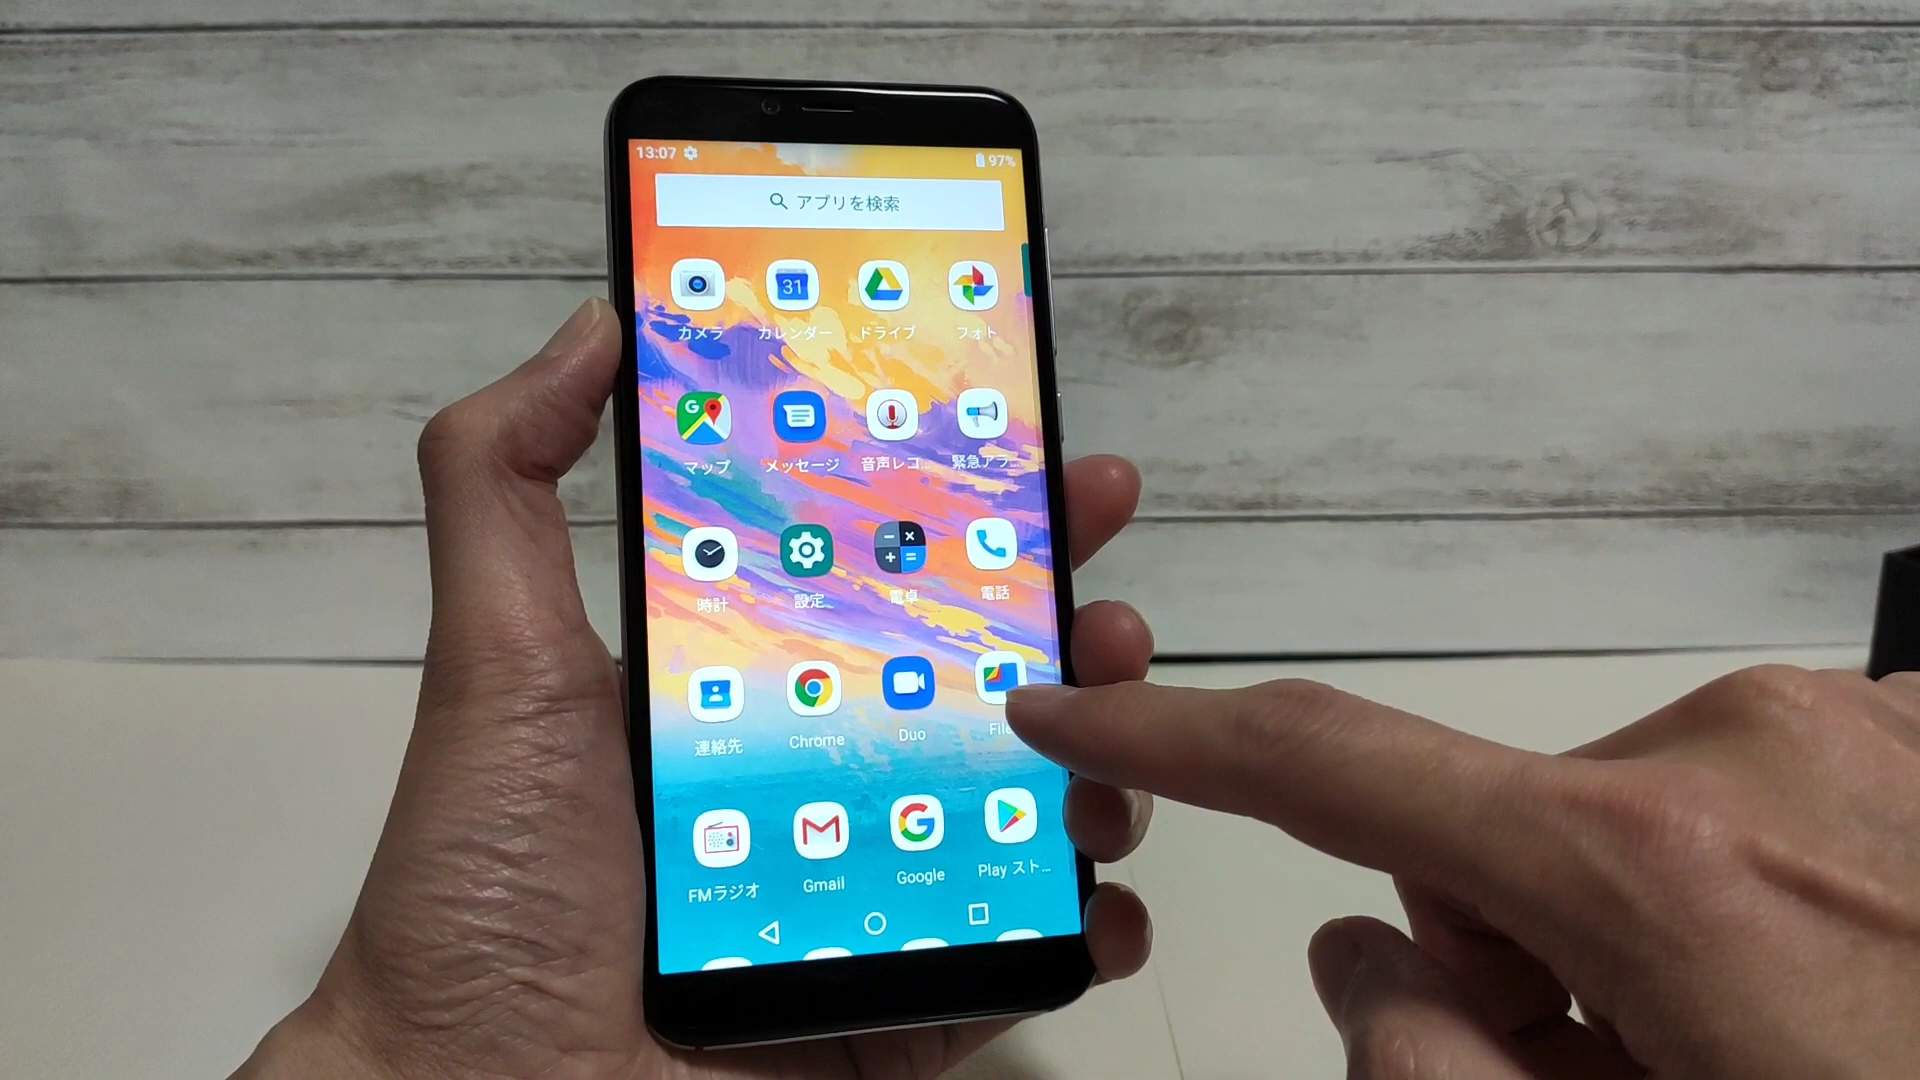 13:07 97%
アプリを検索
31
カメラ カレンダー ドライブ フォト
G
マップ メッセージ 音声レコ... 緊急アラ...
時計 設定 電卓 電話
連絡先 Chrome Duo File
FMラジオ Gmail Google Play スト...